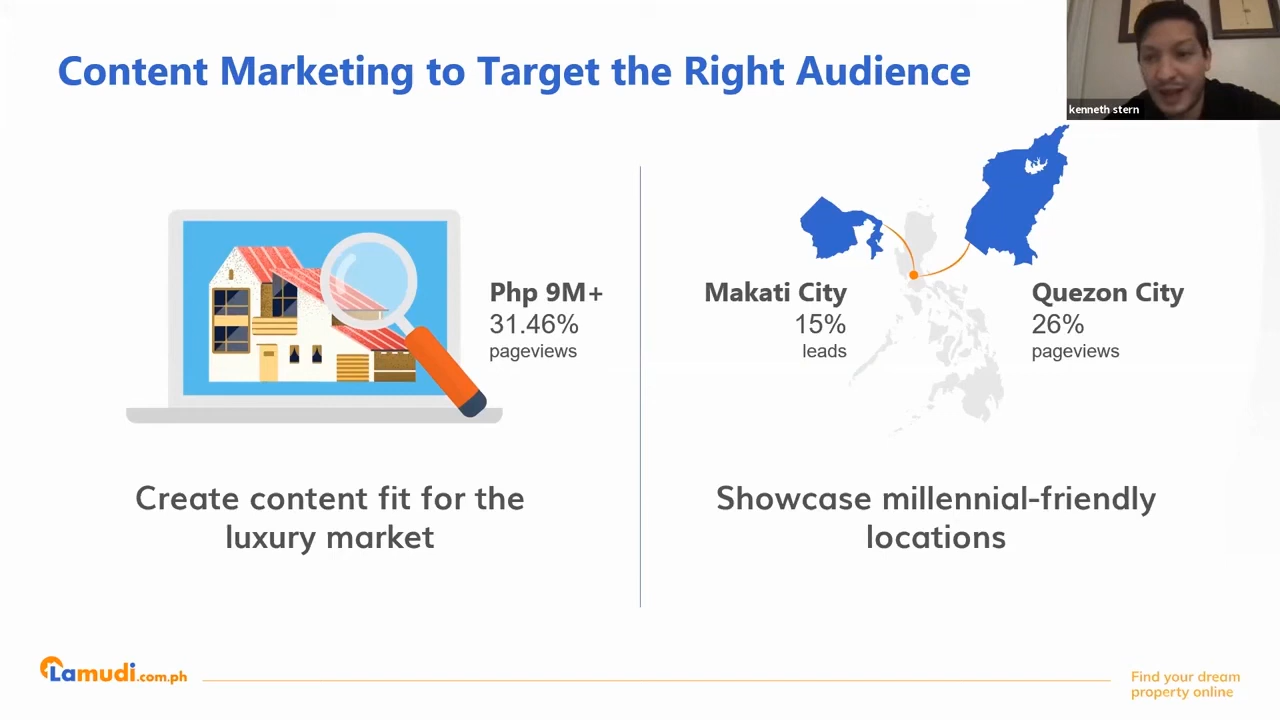 Content Marketing to Target the Right Audience
kenneth stern
Php 9M+
31.46%
pageviews
Makati City
15%
leads
Quezon City
26%
pageviews
Create content fit for the
luxury market
Showcase millennial-friendly
locations
Lamudi.com.ph
Find your dream
property online